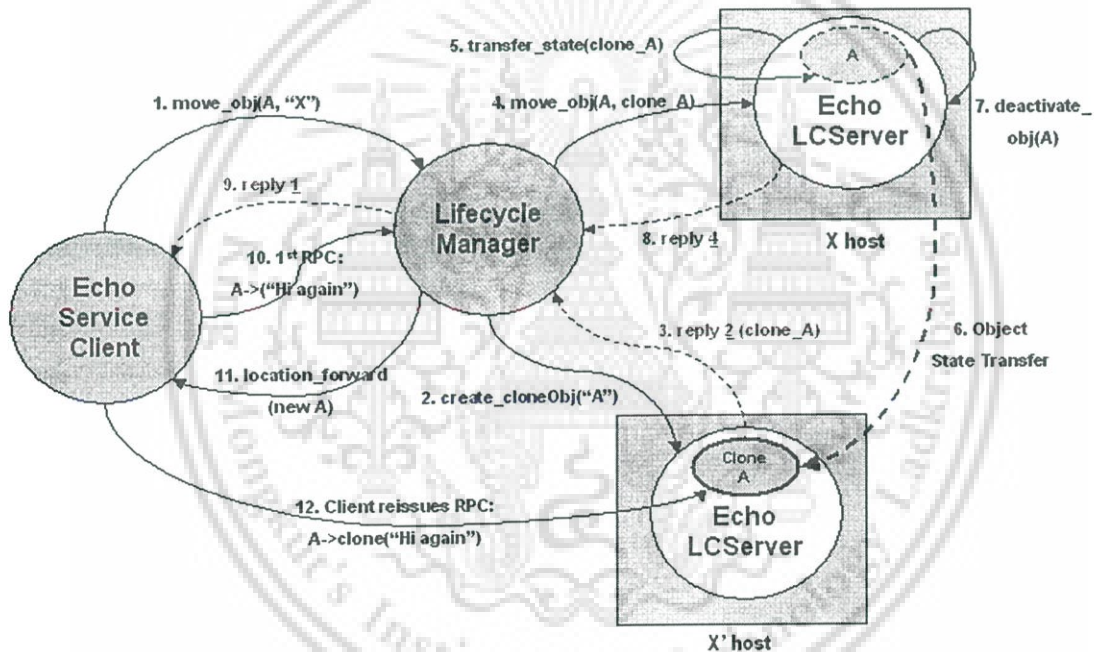 5. transfer_state(clone_A)
A
Echo
LCServer
1. move_obj(A, "X")
4. move_obj(A, clone_A)
7. deactivate_
obj(A)
9. reply 1
Lifecycle
Manager
8. reply 4
X host
10. 1st RPC:
A->("Hi again")
Echo
Service
Client
3. reply 2 (clone_A)
6. Object
State Transfer
11. location_forward
(new A)
2. create_cloneObj("A")
Clone
A
Echo
LCServer
12. Client reissues RPC:
A->clone("Hi again")
X' host